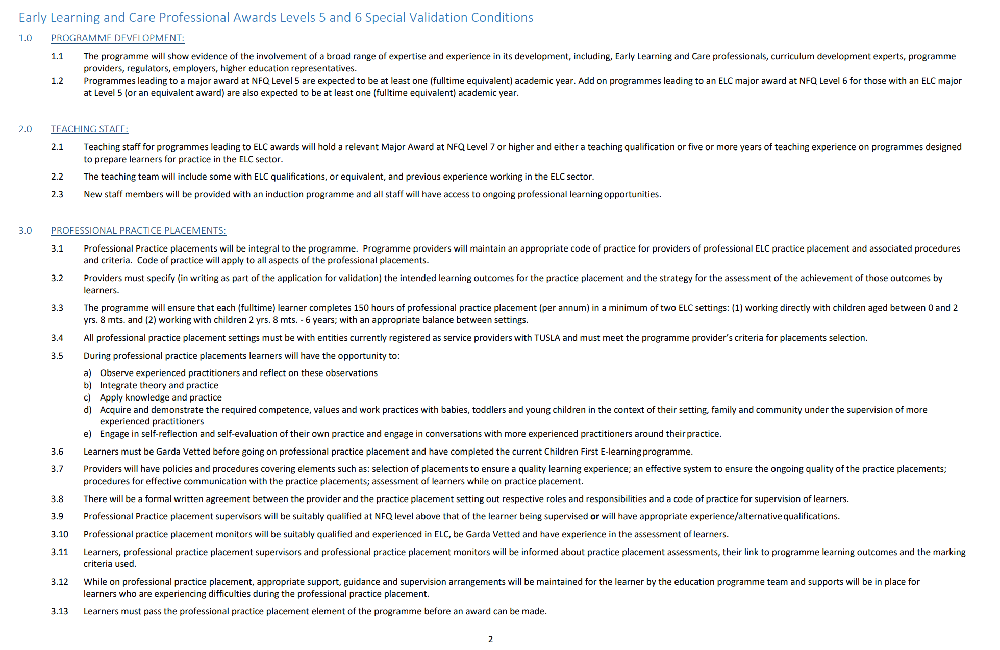 Early Learning and Care Professional Awards Levels 5 and 6 Special Validation Conditions
1.0 PROGRAMME DEVELOPMENT:
1.1 The programme will show evidence of the involvement of a broad range of expertise and experience in its development, including, Early Learning and Care professionals, curriculum development experts, programme
providers, regulators, employers, higher education representatives.
1.2 Programmes leading to a major award at NFQ Level 5 are expected to be at least one (fulltime equivalent) academic year. Add on programmes leading to an ELC major award at NFQ Level 6 for those with an ELC major
at Level 5 (or an equivalent award) are also expected to be at least one (fulltime equivalent) academic year.
2.0 TEACHING STAFF:
2.1 Teaching staff for programmes leading to ELC awards will hold a relevant Major Award at NFQ Level 7 or higher and either a teaching qualification or five or more years of teaching experience on programmes designed
to prepare learners for practice in the ELC sector.
2.2 The teaching team will include some with ELC qualifications, or equivalent, and previous experience working in the ELC sector.
2.3 New staff members will be provided with an induction programme and all staff will have access to ongoing professional learning opportunities.
3.0 PROFESSIONAL PRACTICE PLACEMENTS:
3.1 Professional Practice placements will be integral to the programme. Programme providers will maintain an appropriate code of practice for providers of professional ELC practice placement and associated procedures
and criteria. Code of practice will apply to all aspects of the professional placements.
3.2 Providers must specify (in writing as part of the application for validation) the intended learning outcomes for the practice placement and the strategy for the assessment of the achievement of those outcomes by
learners.
3.3 The programme will ensure that each (fulltime) learner completes 150 hours of professional practice placement (per annum) in a minimum of two ELC settings: (1) working directly with children aged between 0 and 2
yrs. 8 mts. and (2) working with children 2 yrs. 8 mts. - 6 years; with an appropriate balance between settings.
3.4 All professional practice placement settings must be with entities currently registered as service providers with TUSLA and must meet the programme provider's criteria for placements selection.
3.5 During professional practice placements learners will have the opportunity to:
a) Observe experienced practitioners and reflect on these observations
b) Integrate theory and practice
c) Apply knowledge and practice
d) Acquire and demonstrate the required competence, values and work practices with babies, toddlers and young children in the context of their setting, family and community under the supervision of more
experienced practitioners
e) Engage in self-reflection and self-evaluation of their own practice and engage in conversations with more experienced practitioners around their practice.
3.6 Learners must be Garda Vetted before going on professional practice placement and have completed the current Children First E-learning programme.
3.7 Providers will have policies and procedures covering elements such as: selection of placements to ensure a quality learning experience; an effective system to ensure the ongoing quality of the practice placements;
procedures for effective communication with the practice placements; assessment of learners while on practice placement.
3.8 There will be a formal written agreement between the provider and the practice placement setting out respective roles and responsibilities and a code of practice for supervision of learners.
3.9 Professional Practice placement supervisors will be suitably qualified at NFQ level above that of the learner being supervised or will have appropriate experience/alternative qualifications.
3.10 Professional practice placement monitors will be suitably qualified and experienced in ELC, be Garda Vetted and have experience in the assessment of learners.
3.11 Learners, professional practice placement supervisors and professional practice placement monitors will be informed about practice placement assessments, their link to programme learning outcomes and the marking
criteria used.
3.12 While on professional practice placement, appropriate support, guidance and supervision arrangements will be maintained for the learner by the education programme team and supports will be in place for
learners who are experiencing difficulties during the professional practice placement.
3.13 Learners must pass the professional practice placement element of the programme before an award can be made.
2